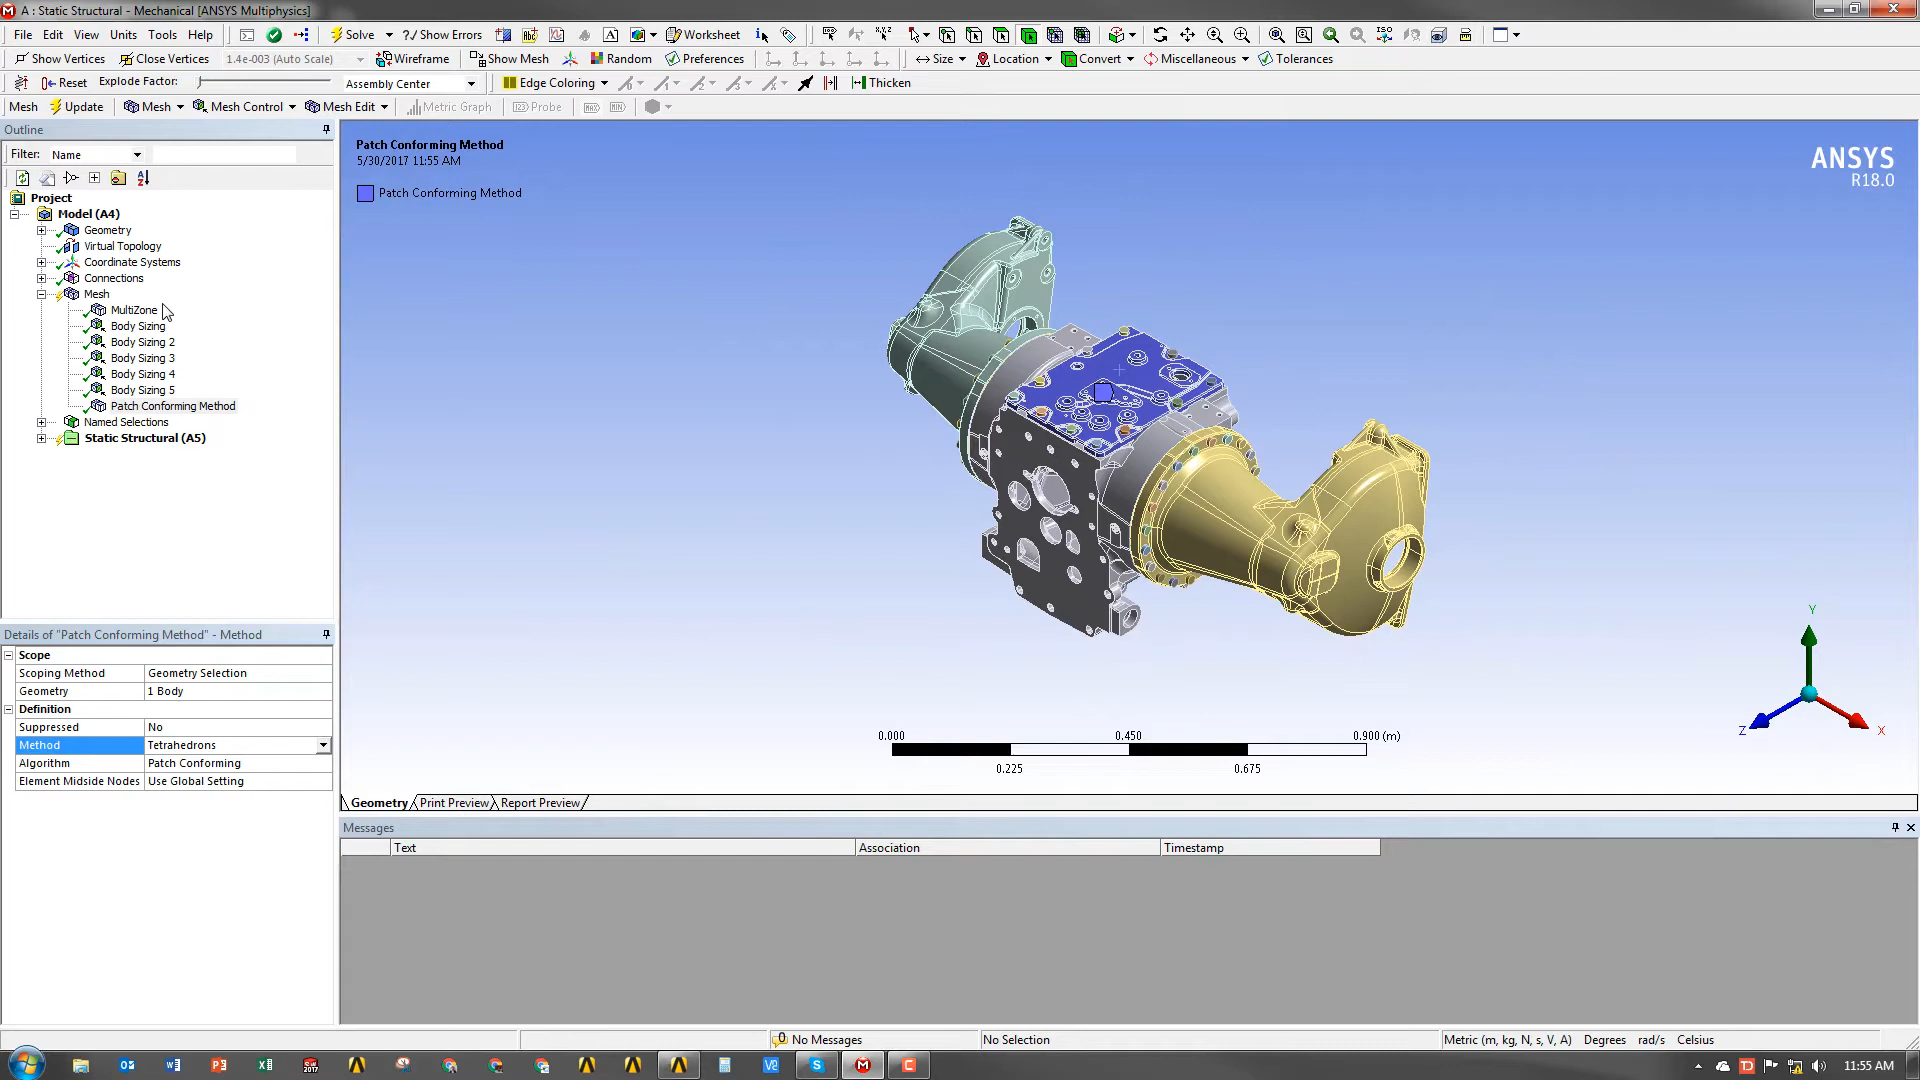 A : Static Structural - Mechanical [ANSYS Multiphysics]
File Edit View Units Tools Help Solve ?/ Show Errors Worksheet
Show Vertices Close Vertices 1.4e-003 (Auto Scale) Wireframe Show Mesh Random Preferences Size Location Convert Miscellaneous Tolerances
Reset Explode Factor: Assembly Center Edge Coloring Thicken
Mesh Update Mesh Mesh Control Mesh Edit Metric Graph Probe MAX MIN
Outline
Filter: Name
Project
Model (A4)
Geometry
Virtual Topology
Coordinate Systems
Connections
Mesh
MultiZone
Body Sizing
Body Sizing 2
Body Sizing 3
Body Sizing 4
Body Sizing 5
Patch Conforming Method
Named Selections
Static Structural (A5)
Details of "Patch Conforming Method" - Method
Scope
Scoping Method Geometry Selection
Geometry 1 Body
Definition
Suppressed No
Method Tetrahedrons
Algorithm Patch Conforming
Element Midside Nodes Use Global Setting
Patch Conforming Method
5/30/2017 11:55 AM
Patch Conforming Method
ANSYS
R18.0
Y
Z
X
0.000 0.450 0.900 (m)
0.225 0.675
Geometry Print Preview Report Preview
Messages
Text Association Timestamp
No Messages No Selection Metric (m, kg, N, s, V, A) Degrees rad/s Celsius
11:55 AM